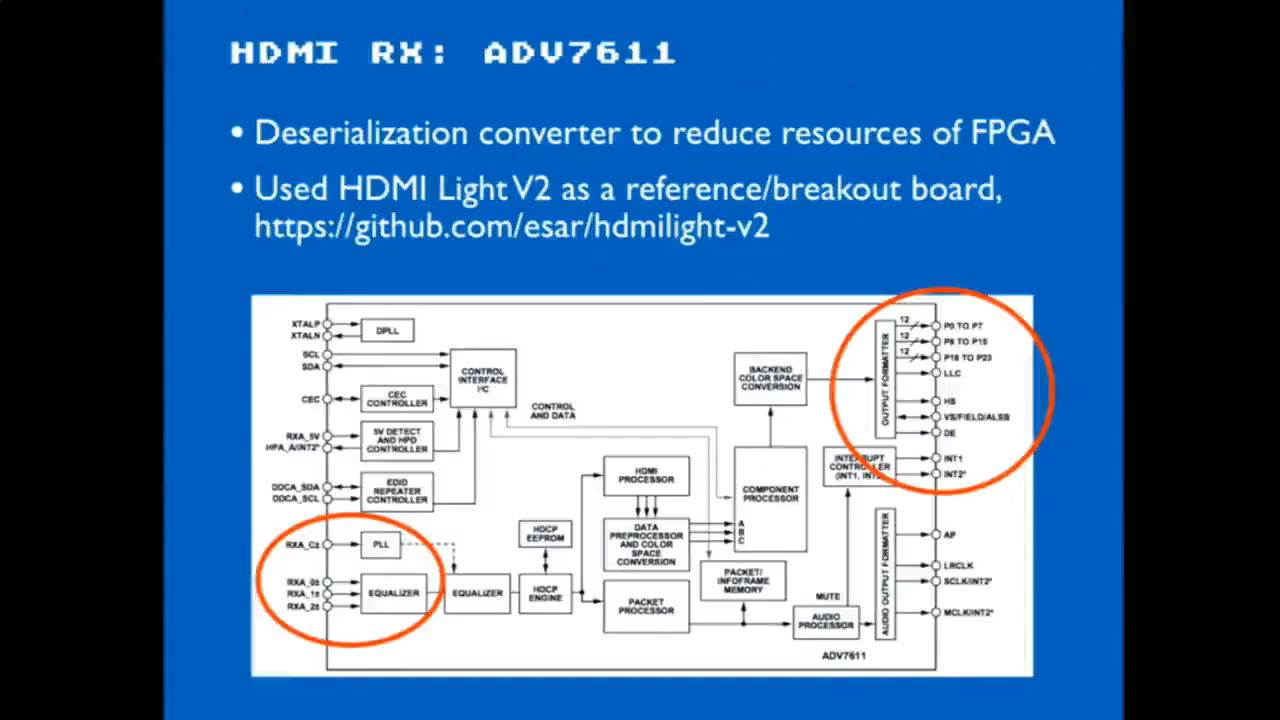 HDMI RX: ADV7611
• Deserialization converter to reduce resources of FPGA
• Used HDMI Light V2 as a reference/breakout board,
https://github.com/esar/hdmilight-v2
XTALP
XTALN
DPLL
SCL
SDA
CONTROL
INTERFACE
I²C
CEC
CEC
CONTROLLER
RXA_5V
HPA_A/INT2*
5V DETECT
AND HPD
CONTROLLER
DDCA_SDA
DDCA_SCL
EDID
REPEATER
CONTROLLER
RXA_C±
PLL
RXA_0±
RXA_1±
RXA_2±
EQUALIZER
EQUALIZER
HDCP
EEPROM
HDCP
ENGINE
CONTROL
AND DATA
HDMI
PROCESSOR
DATA
PREPROCESSOR
AND COLOR
SPACE
CONVERSION
A
B
C
PACKET
PROCESSOR
PACKET/
INFOFRAME
MEMORY
BACKEND
COLOR SPACE
CONVERSION
COMPONENT
PROCESSOR
MUTE
AUDIO
PROCESSOR
INTERRUPT
CONTROLLER
(INT1, INT2
OUTPUT FORMATTER
12
12
12
P0 TO P7
P8 TO P15
P16 TO P23
LLC
HS
VS/FIELD/ALSB
DE
INT1
INT2*
AUDIO OUTPUT FORMATTER
AP
LRCLK
SCLK/INT2*
MCLK/INT2*
ADV7611